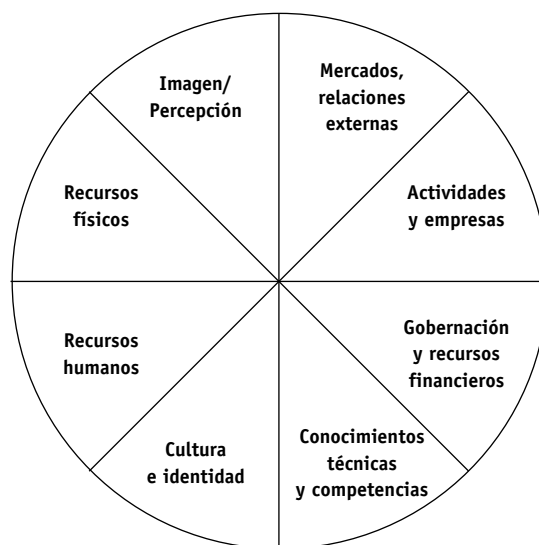 Imagen/
Percepción
Mercados,
relaciones
externas
Recursos
físicos
Actividades
y empresas
Recursos
humanos
Gobernación
y recursos
financieros
Cultura
e identidad
Conocimientos
técnicas
y competencias